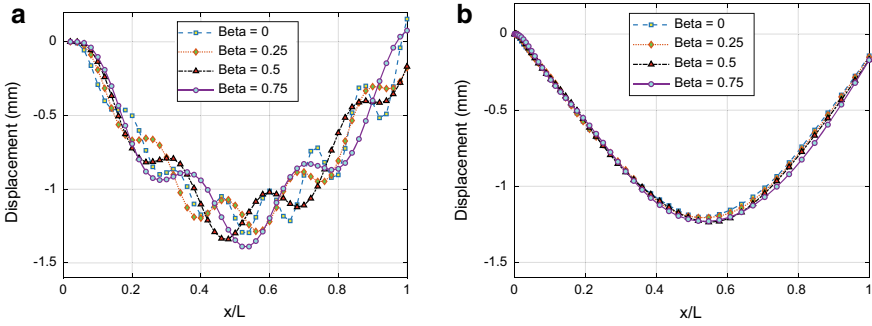 a
Beta = 0
Beta = 0.25
Beta = 0.5
Beta = 0.75
Displacement (mm)
0
-0.5
-1
-1.5
0 0.2 0.4 0.6 0.8 1
x/L
b
Beta = 0
Beta = 0.25
Beta = 0.5
Beta = 0.75
Displacement (mm)
0
-0.5
-1
-1.5
0 0.2 0.4 0.6 0.8 1
x/L